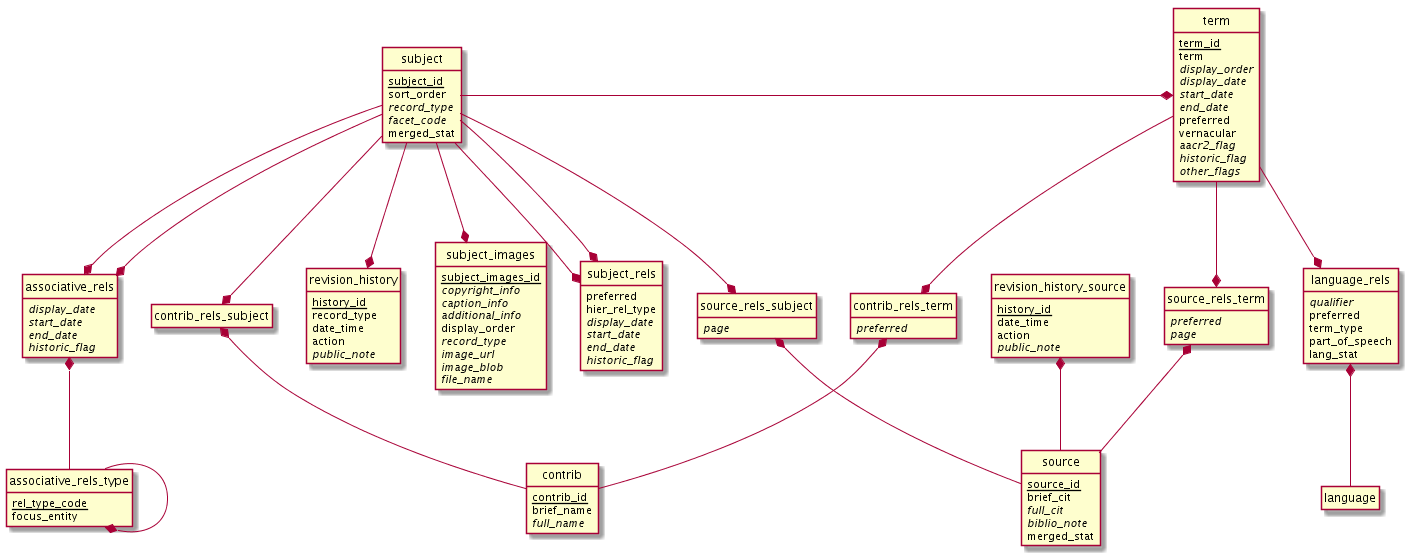 term
term_id
term
display_order
display_date
start_date
end_date
preferred
vernacular
aacr2_flag
historic_flag
other_flags
subject
subject_id
sort_order
record_type
facet_code
merged_stat
associative_rels
display_date
start_date
end_date
historic_flag
contrib_rels_subject
revision_history
history_id
record_type
date_time
action
public_note
subject_images
subject_images_id
copyright_info
caption_info
additional_info
display_order
record_type
image_url
image_blob
file_name
subject_rels
preferred
hier_rel_type
display_date
start_date
end_date
historic_flag
source_rels_subject
page
contrib_rels_term
preferred
revision_history_source
history_id
date_time
action
public_note
source_rels_term
preferred
page
language_rels
qualifier
preferred
term_type
part_of_speech
lang_stat
associative_rels_type
rel_type_code
focus_entity
contrib
contrib_id
brief_name
full_name
source
source_id
brief_cit
full_cit
biblio_note
merged_stat
language